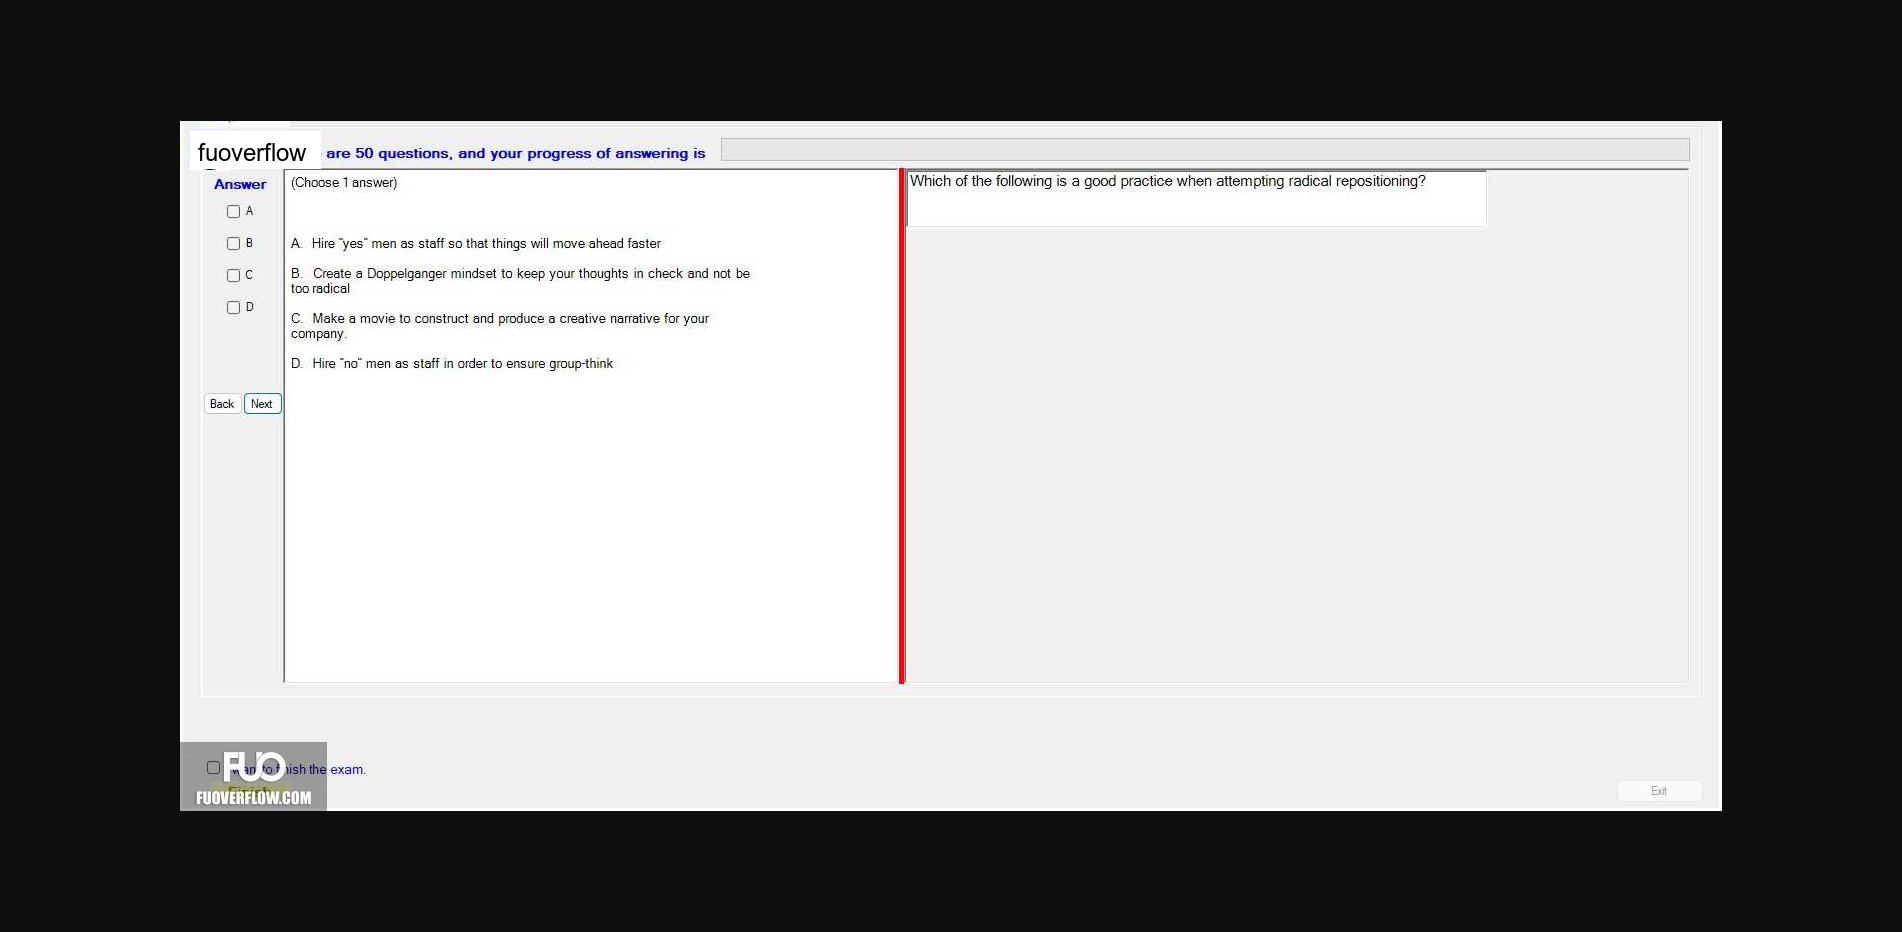 fuoverflow are 50 questions, and your progress of answering is
Answer
A
B
C
D
Back Next
(Choose 1 answer)
A. Hire "yes" men as staff so that things will move ahead faster
B. Create a Doppelganger mindset to keep your thoughts in check and not be
too radical
C. Make a movie to construct and produce a creative narrative for your
company.
D. Hire "no" men as staff in order to ensure group-think
Which of the following is a good practice when attempting radical repositioning?
FUO
the exam.
FUOVERFLOW.COM
Exit